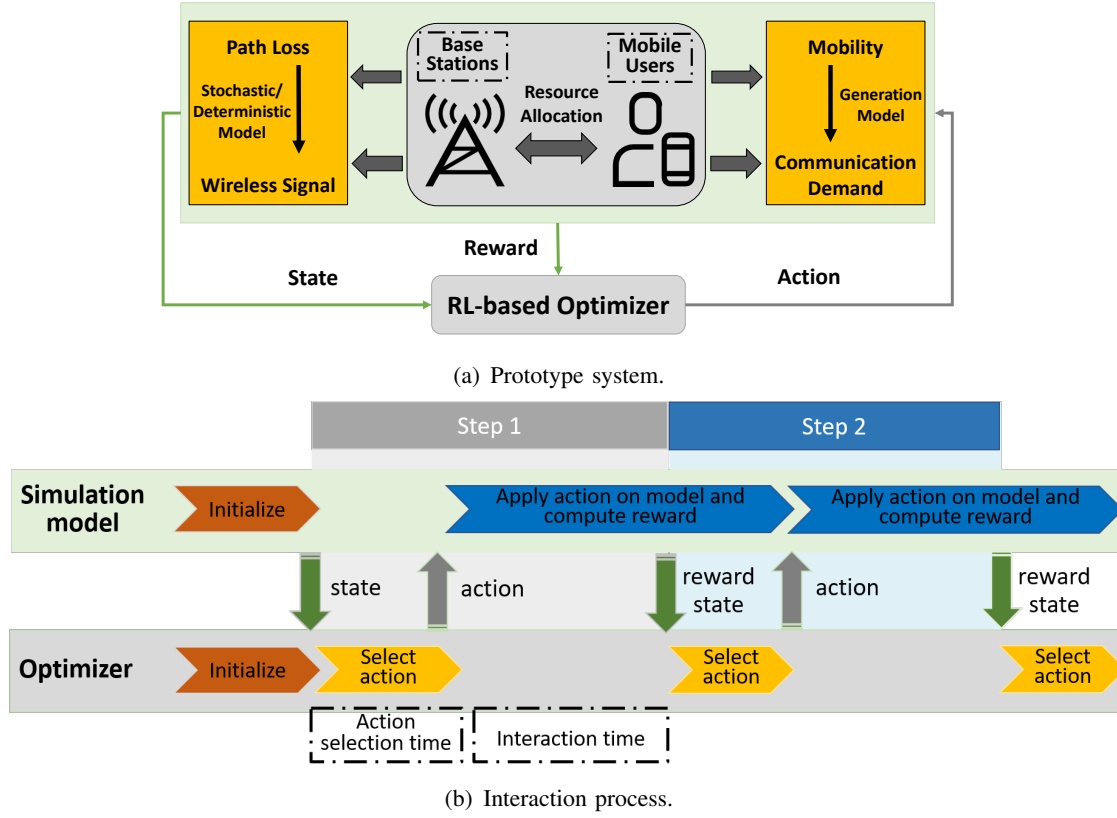 Path Loss
Stochastic/
Deterministic
Model
Wireless Signal
Base
Stations
Resource
Allocation
Mobile
Users
Mobility
Generation
Model
Communication
Demand
Reward
State
Action
RL-based Optimizer
(a) Prototype system.
Step 1
Step 2
Simulation
model
Initialize
Apply action on model and
compute reward
Apply action on model and
compute reward
state
action
reward
state
action
reward
state
Optimizer
Initialize
Select
action
Select
action
Select
action
Action
selection time
Interaction time
(b) Interaction process.